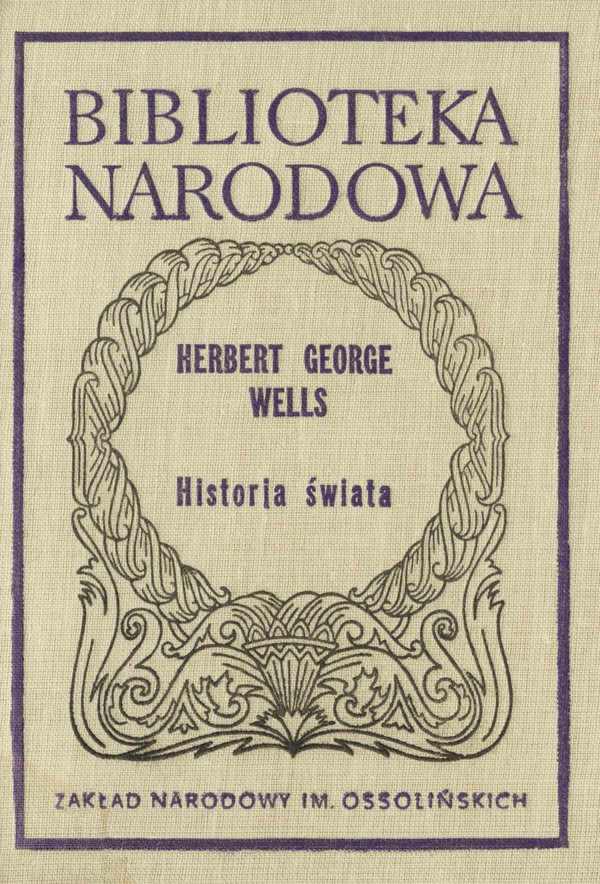 BIBLIOTEKA
NARODOWA
HERBERT GEORGE
WELLS
Historia świata
ZAKŁAD NARODOWY IM. OSSOLIŃSKICH